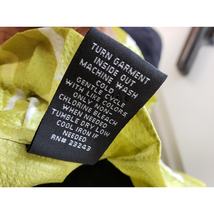 TURN GARMENT
INSIDE OUT
MACHINE WASH
COLD
GENTLE CYCLE
WITH LIKE COLORS
ONLY NON-
CHLORINE BLEACH
WHEN NEEDED
TUMBLE DRY LOW
COOL IRON IF
NEEDED
RN# 23243